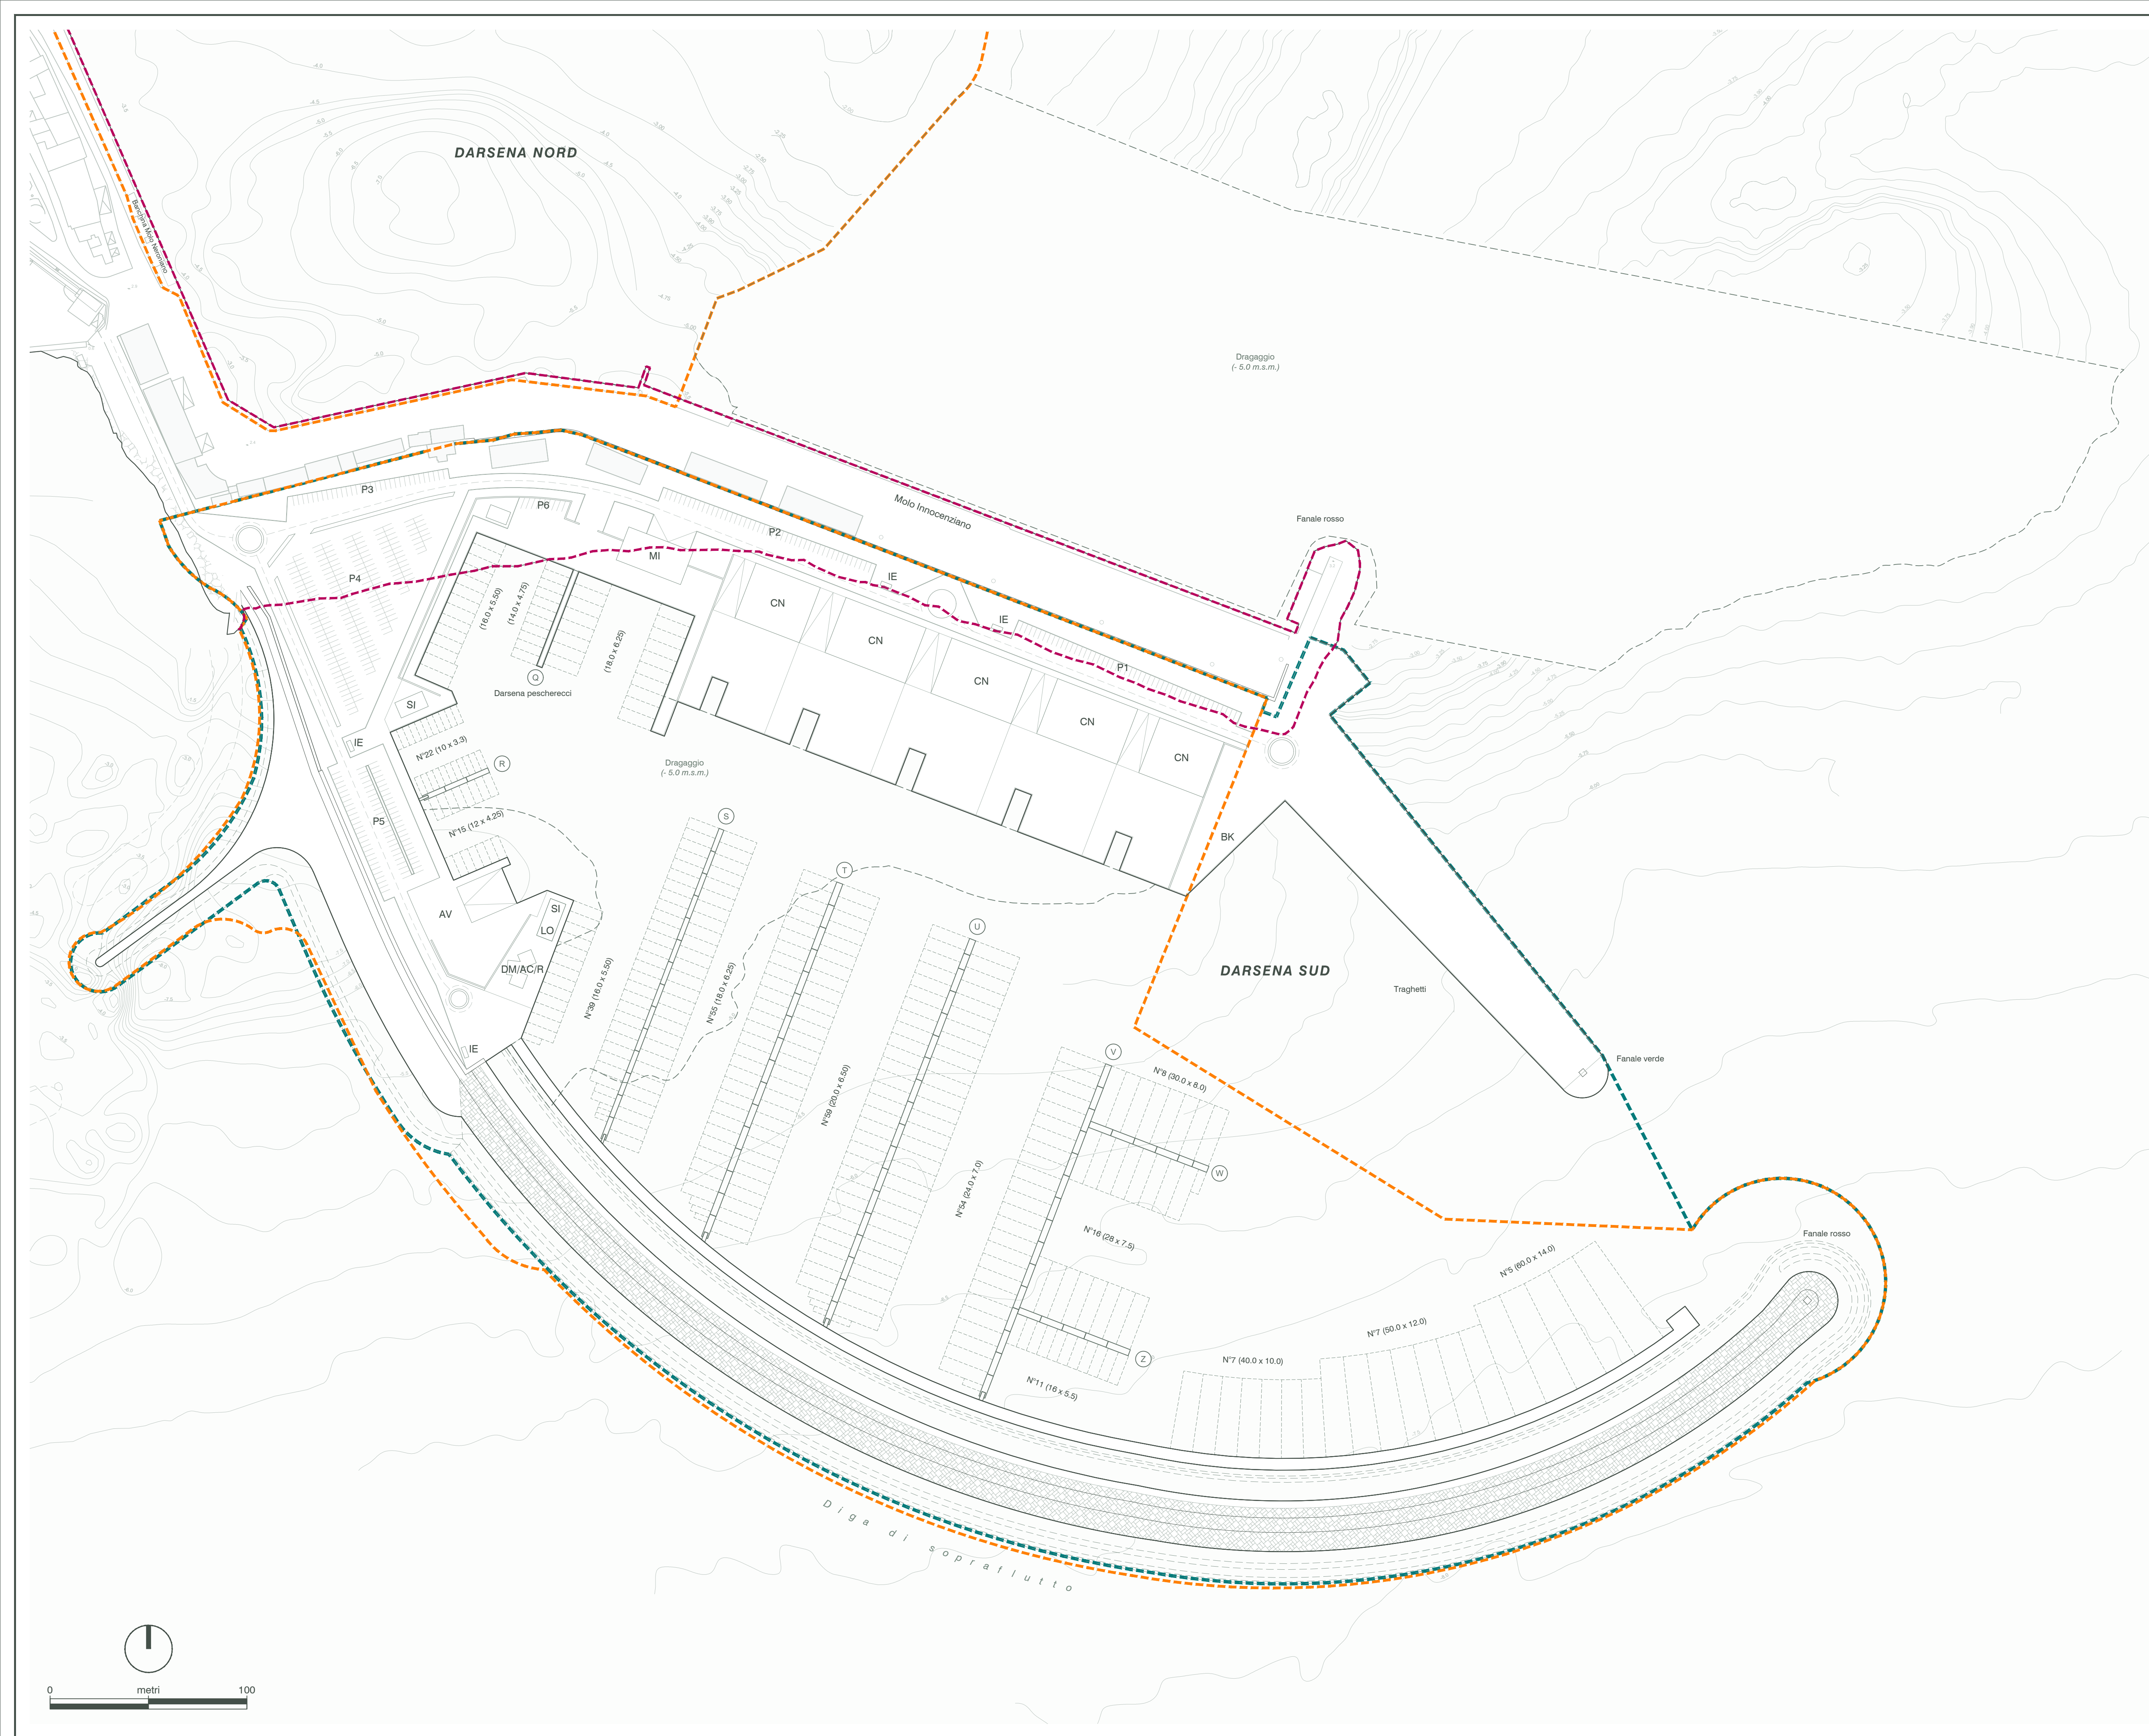 DARSENA NORD
Banchina Molo Neroniano
Dragaggio
(- 5.0 m.s.m.)
Molo Innocenziano
Fanale rosso
P3
P6
P2
MI
IE
P4
CN
IE
P1
CN
CN
CN
CN
(16.0 x 5.50)
(14.0 x 4.75)
(18.0 x 6.25)
Q
Darsena pescherecci
SI
IE
N°22 (10 x 3.3)
R
Dragaggio
(- 5.0 m.s.m.)
N°15 (12 x 4.25)
P5
S
BK
T
AV
SI
LO
U
DM/AC/R
DARSENA SUD
Traghetti
N°39 (16.0 x 5.50)
N°55 (18.0 x 6.25)
IE
V
Fanale verde
N°8 (30.0 x 8.0)
N°59 (20.0 x 6.50)
W
N°54 (24.0 x 7.0)
N°16 (28 x 7.5)
Fanale rosso
N°5 (60.0 x 14.0)
N°7 (50.0 x 12.0)
N°7 (40.0 x 10.0)
Z
N°11 (16 x 5.5)
Diga di sopraflutto
0 metri 100